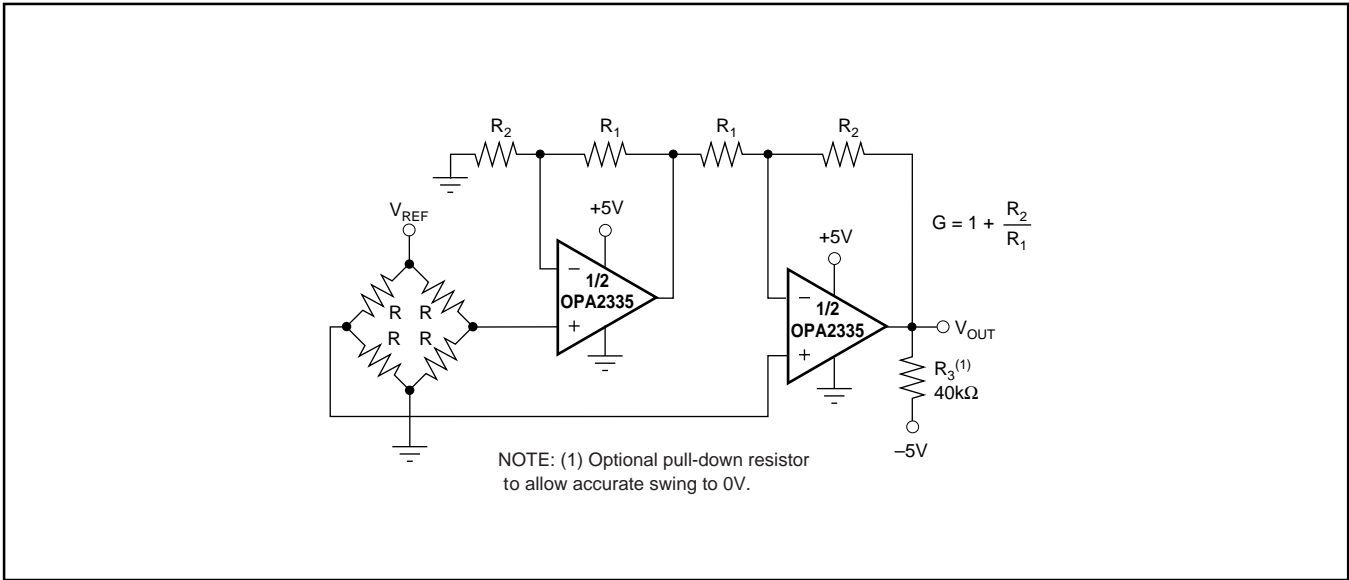 R2 R1 R1 R2
VREF
+5V
+5V
G = 1 + R2/R1
−
1/2
OPA2335
+
−
1/2
OPA2335
+
R R
R R
VOUT
R3(1)
40kΩ
–5V
NOTE: (1) Optional pull-down resistor
to allow accurate swing to 0V.